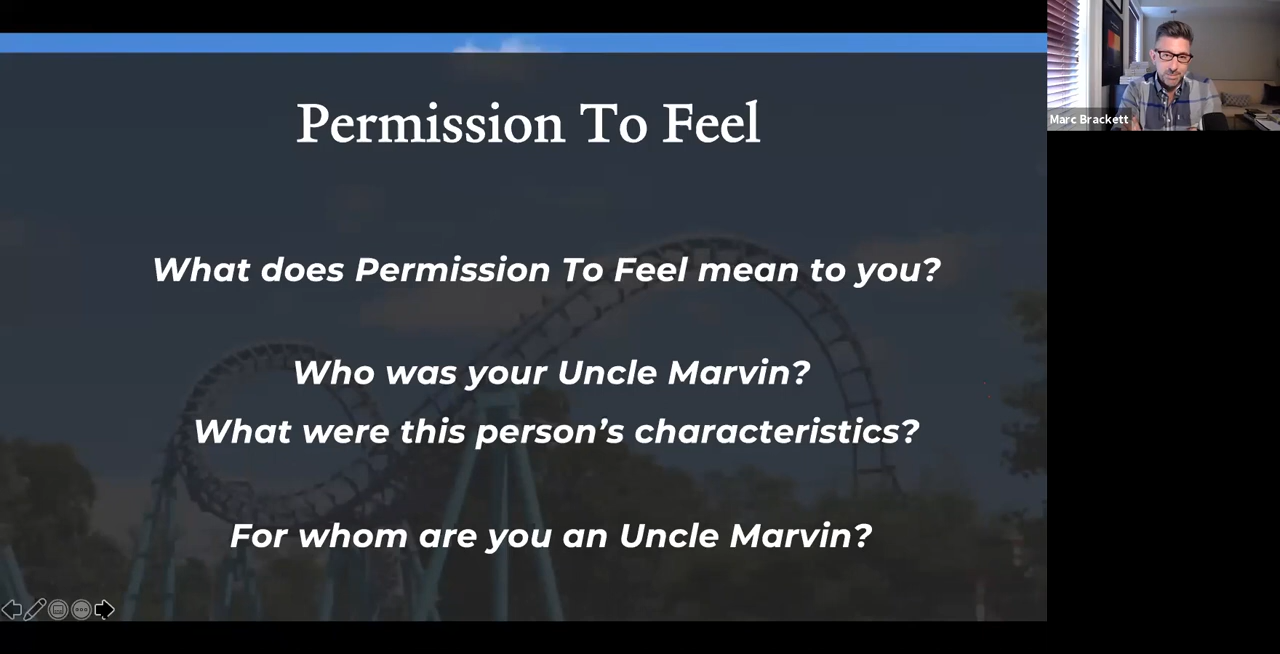 Permission To Feel
What does Permission To Feel mean to you?
Who was your Uncle Marvin?
What were this person’s characteristics?
For whom are you an Uncle Marvin?
Marc Brackett